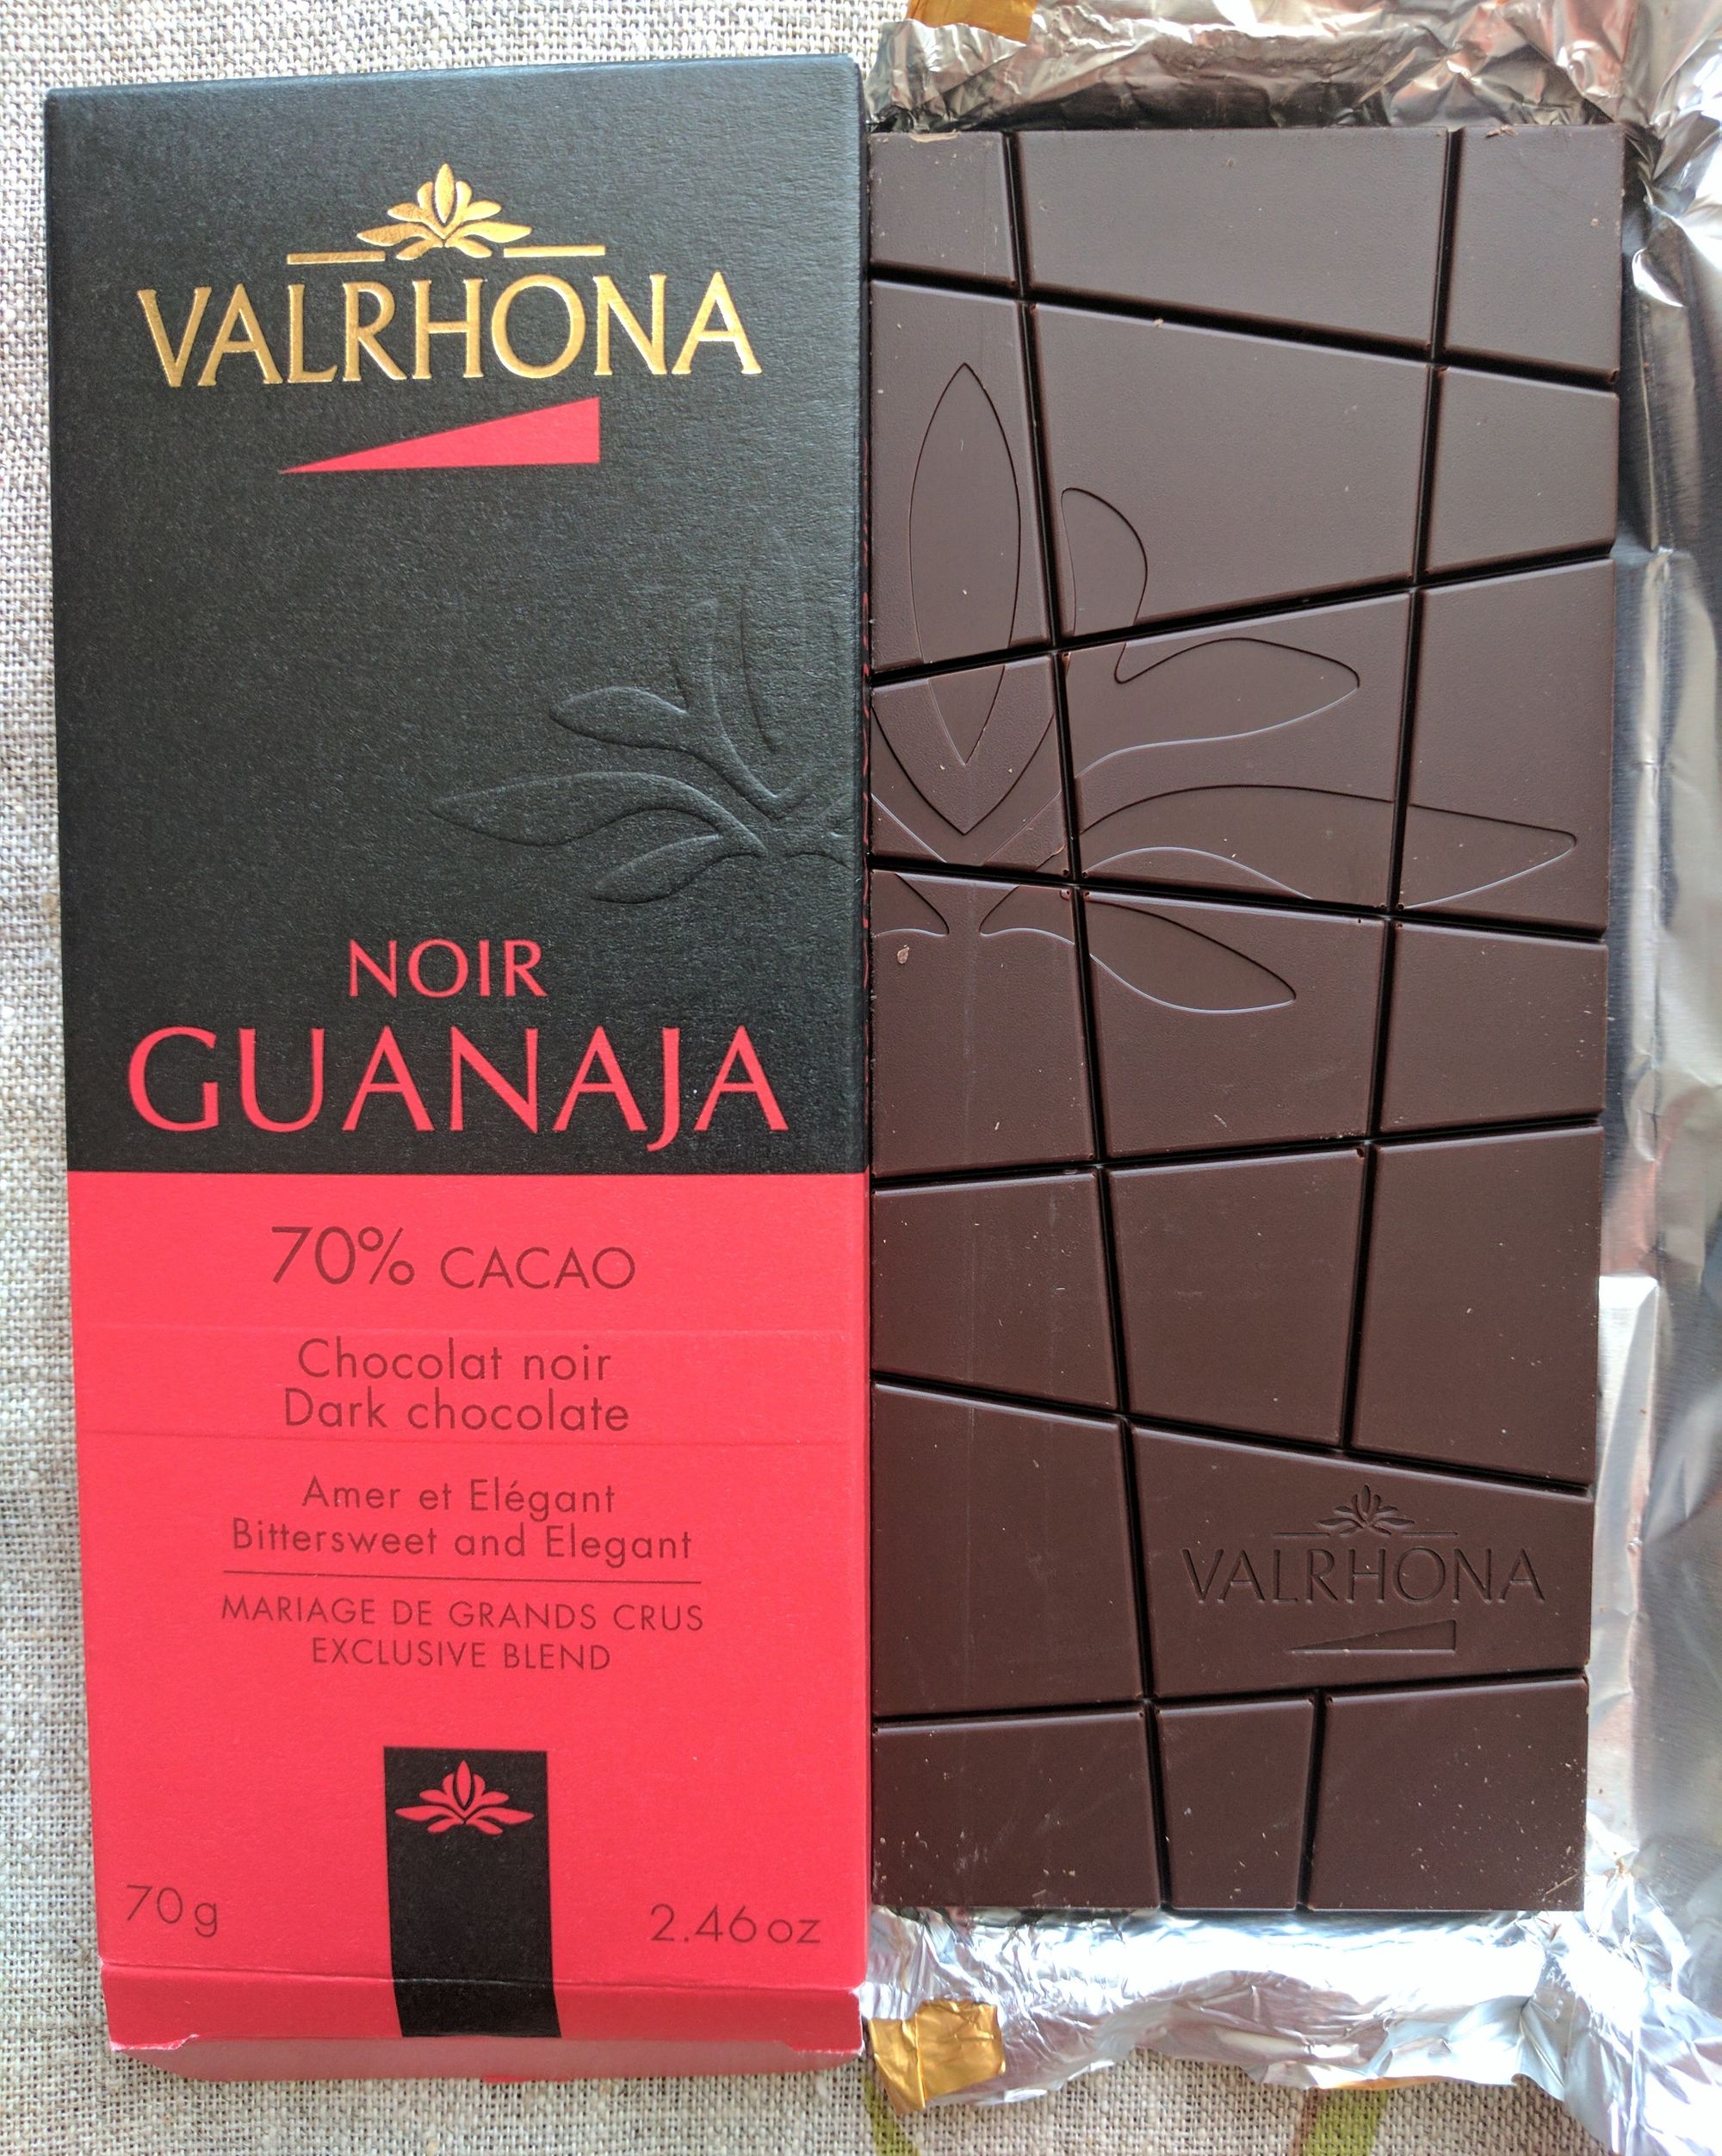 VALRHONA
NOIR
GUANAJA
70% CACAO
Chocolat noir
Dark chocolate
Amer et Elégant
Bittersweet and Elegant
MARIAGE DE GRANDS CRUS
EXCLUSIVE BLEND
70g
2.46oz
VALRHONA